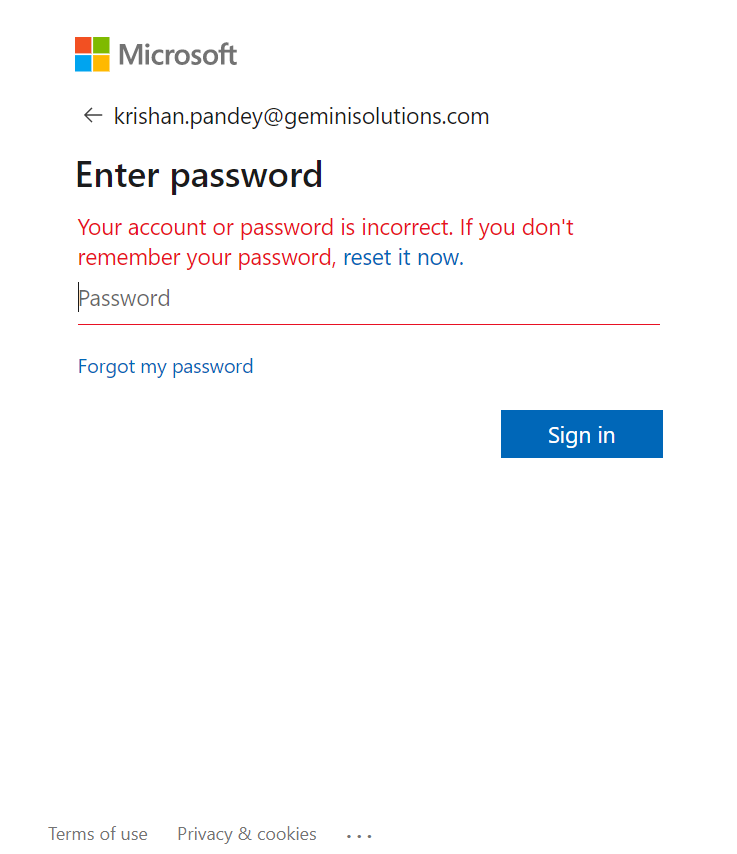 Microsoft
krishan.pandey@geminisolutions.com
Enter password
Your account or password is incorrect. If you don't
remember your password, reset it now.
Password
Forgot my password
Sign in
Terms of use Privacy & cookies ...